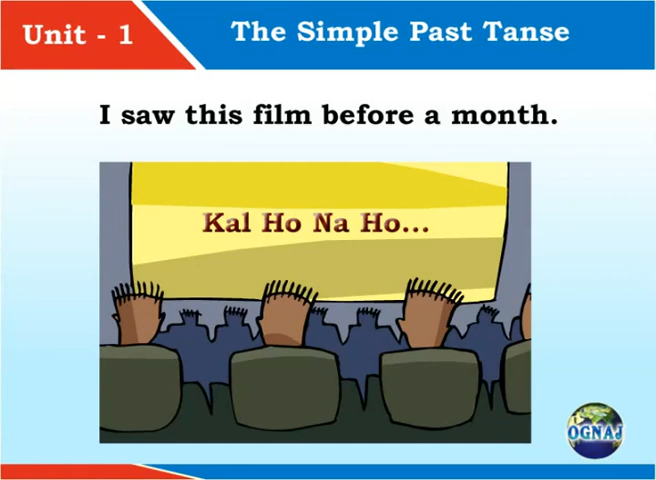 Unit - 1
The Simple Past Tanse
I saw this film before a month.
Kal Ho Na Ho...
OGNAJ